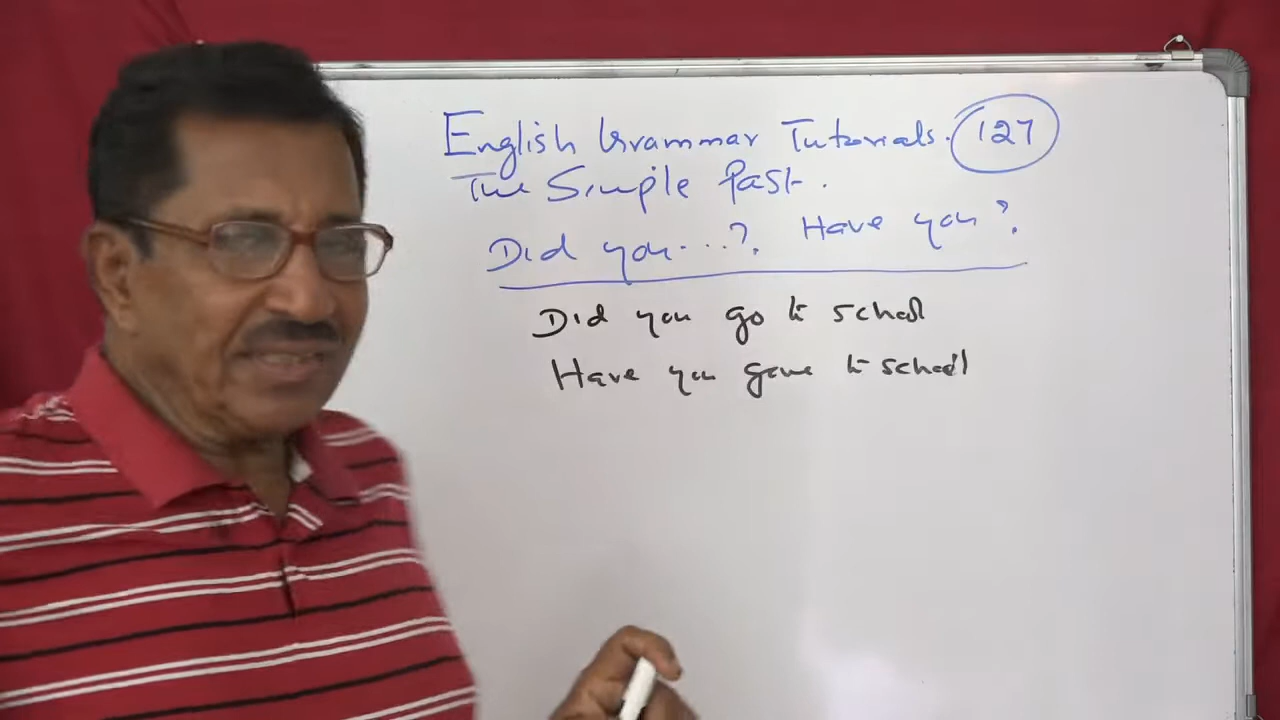 English Grammar Tutorials. 127
The Simple Past.
Did you....?. Have you?
Did you go to school
Have you gone to school